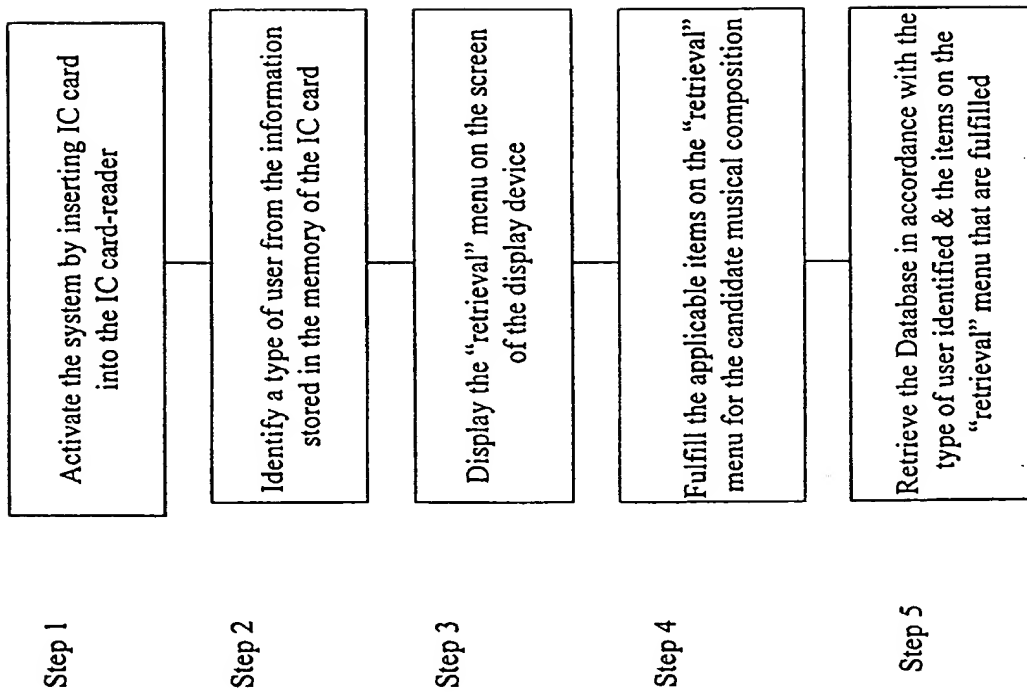 Step 1
Activate the system by inserting IC card
into the IC card-reader
Step 2
Identify a type of user from the information
stored in the memory of the IC card
Step 3
Display the “retrieval” menu on the screen
of the display device
Step 4
Fulfill the applicable items on the “retrieval”
menu for the candidate musical composition
Step 5
Retrieve the Database in accordance with the
type of user identified & the items on the
“retrieval” menu that are fulfilled